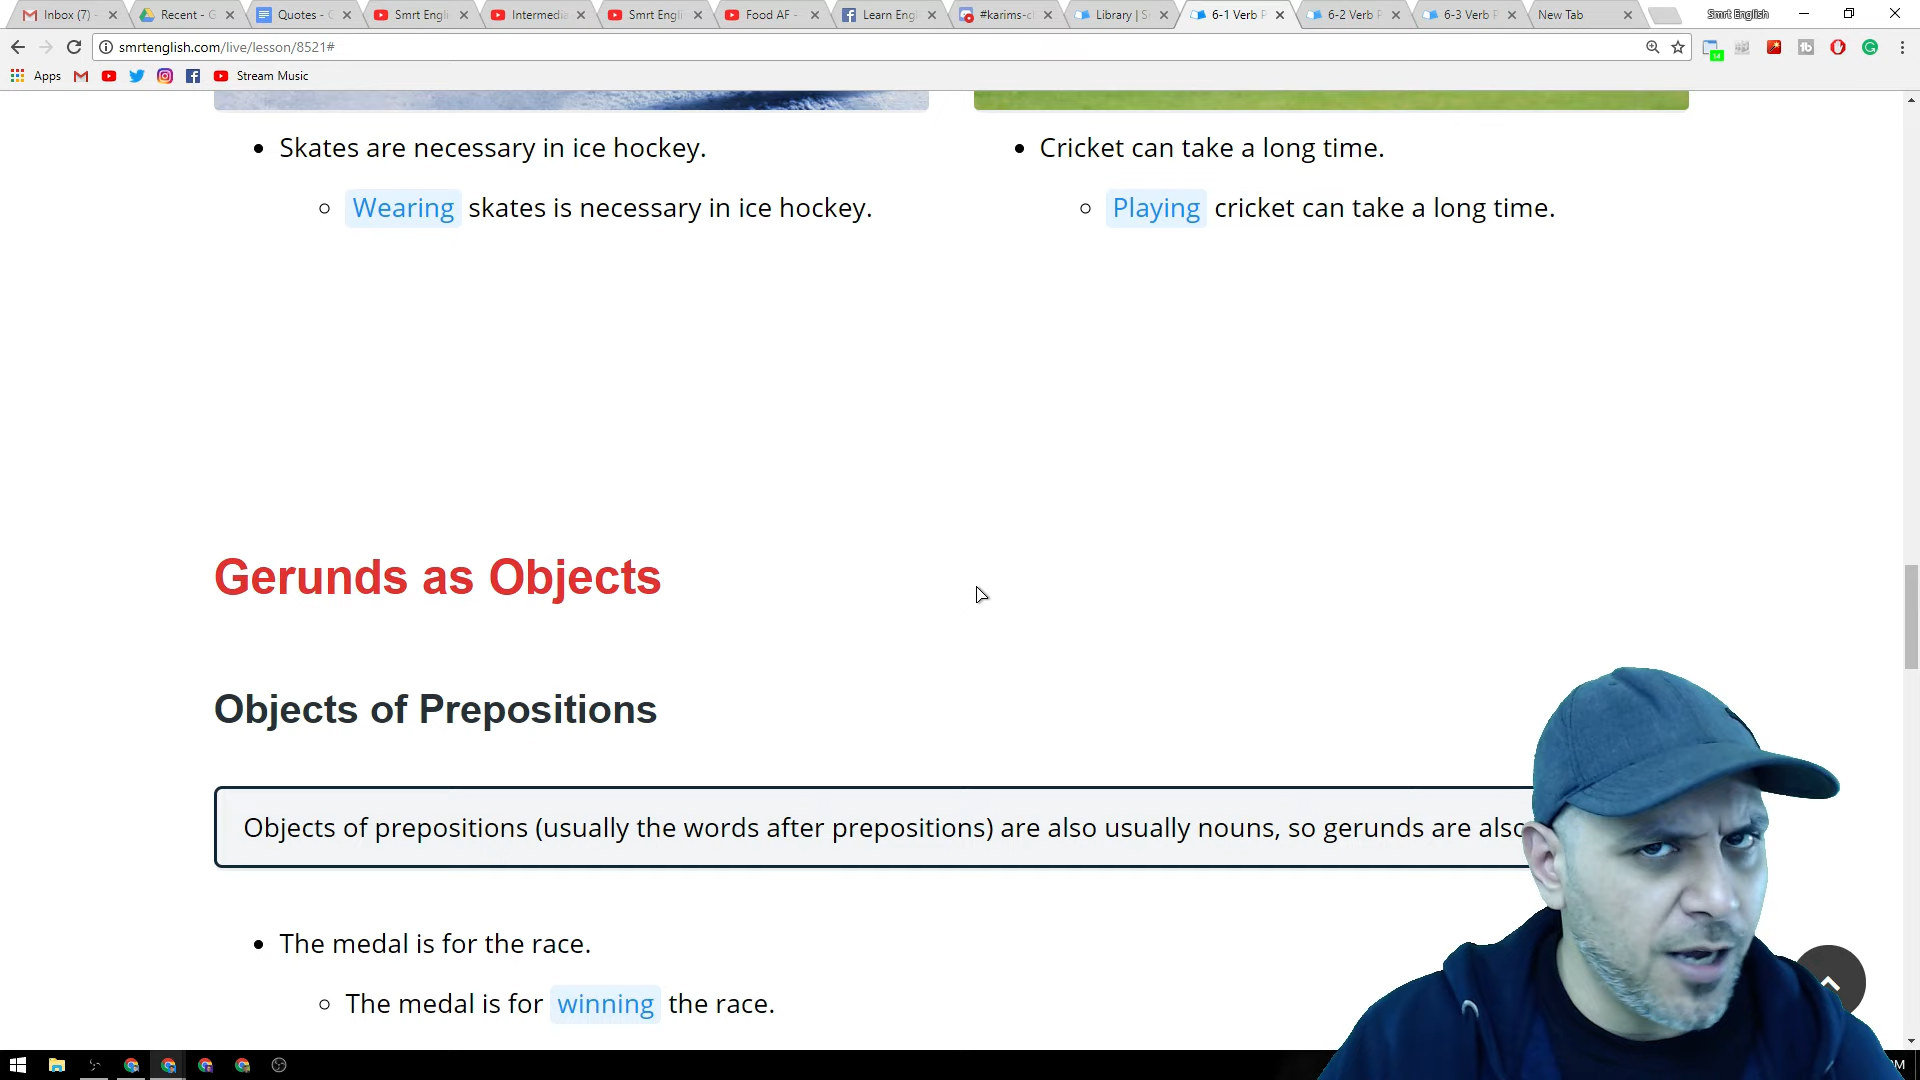 Inbox (7) -
Recent - G
Quotes - G
Smrt Engli
Intermedia
Smrt Engli
Food AF -
Learn Engl
#karims-cl
Library | S
6-1 Verb P
6-2 Verb P
6-3 Verb P
New Tab
Smrt English
smrtenglish.com/live/lesson/8521#
Apps
Stream Music
Skates are necessary in ice hockey.
Wearing skates is necessary in ice hockey.
Cricket can take a long time.
Playing cricket can take a long time.
Gerunds as Objects
Objects of Prepositions
Objects of prepositions (usually the words after prepositions) are also usually nouns, so gerunds are also
The medal is for the race.
The medal is for winning the race.